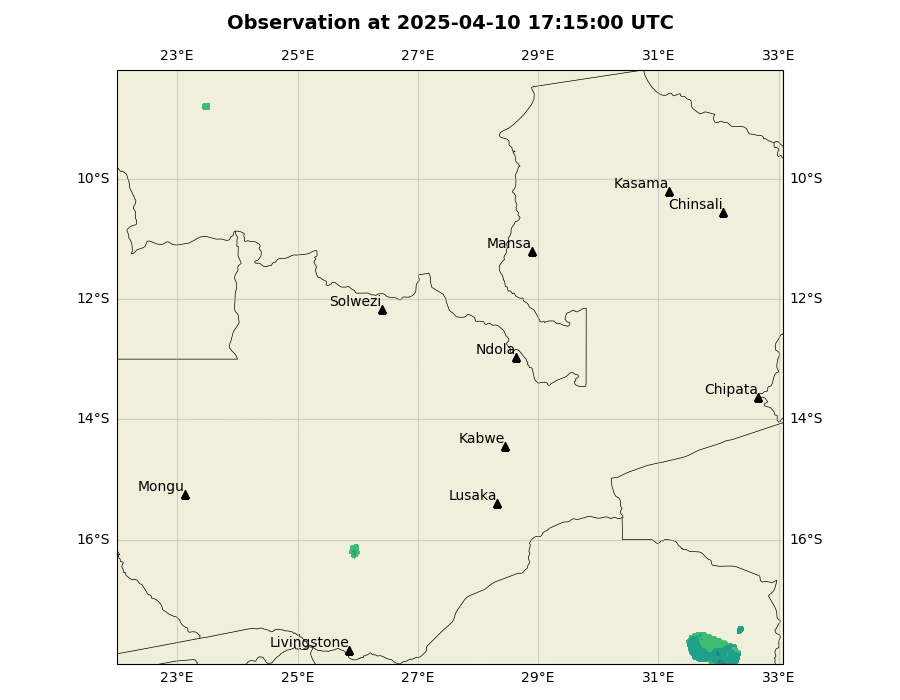 Observation at 2025-04-10 17:15:00 UTC
23°E 25°E 27°E 29°E 31°E 33°E
10°S 10°S
Kasama
Chinsali
Mansa
12°S 12°S
Solwezi
Ndola
Chipata
14°S 14°S
Kabwe
Mongu
Lusaka
16°S 16°S
Livingstone
23°E 25°E 27°E 29°E 31°E 33°E